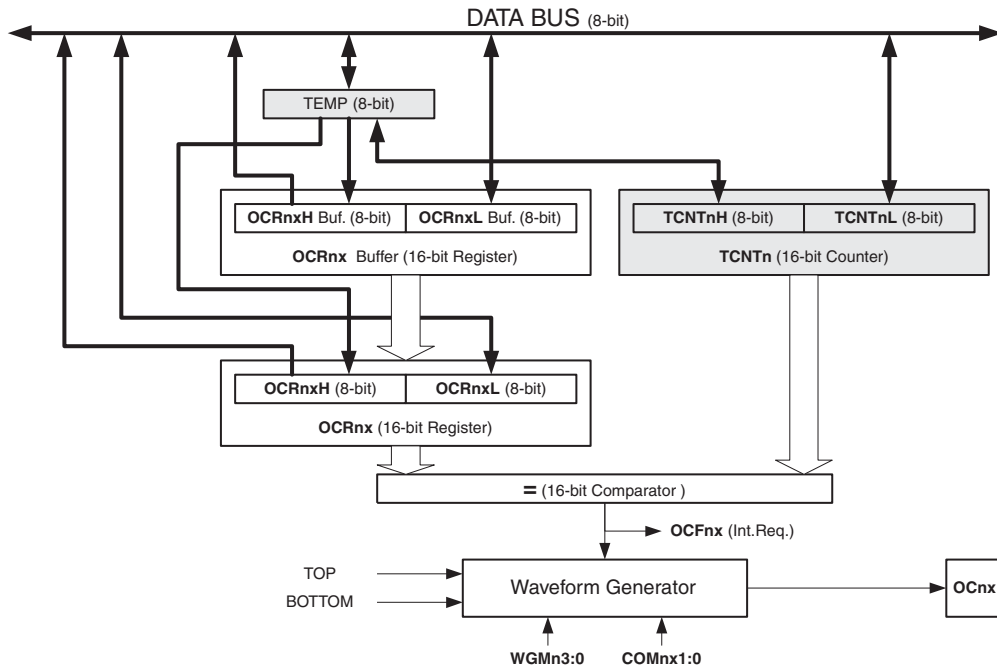 DATA BUS (8-bit)
TEMP (8-bit)
OCRnxH Buf. (8-bit) OCRnxL Buf. (8-bit)
OCRnx Buffer (16-bit Register)
TCNTnH (8-bit) TCNTnL (8-bit)
TCNTn (16-bit Counter)
OCRnxH (8-bit) OCRnxL (8-bit)
OCRnx (16-bit Register)
= (16-bit Comparator )
OCFnx (Int.Req.)
TOP
BOTTOM
Waveform Generator
OCnx
WGMn3:0 COMnx1:0